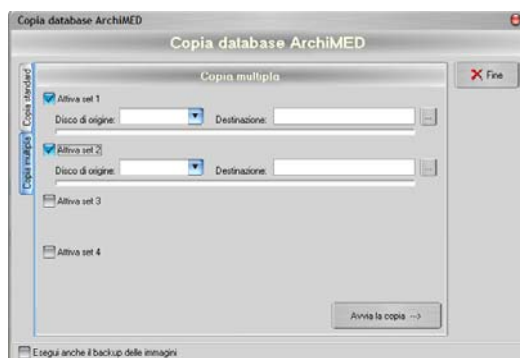 Copia database ArchiMED
Copia database ArchiMED
Copia multipla
Fine
Copia standard
Copia multipla
Attiva set 1
Disco di origine: Destinazione: ...
Attiva set 2
Disco di origine: Destinazione: ...
Attiva set 3
Attiva set 4
Avvia la copia -->
Esegui anche il backup delle immagini